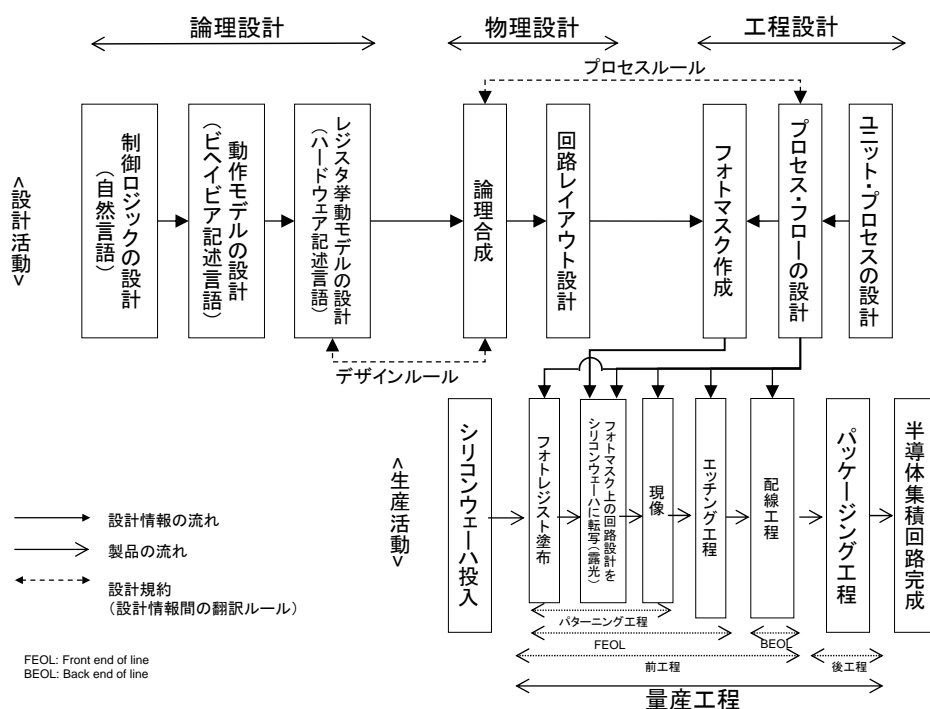 論理設計
物理設計
工程設計
プロセスルール
<設計活動>
制御ロジックの設計
(自然言語)
動作モデルの設計
(ビヘイビア記述言語)
レジスタ挙動モデルの設計
(ハードウェア記述言語)
論理合成
回路レイアウト設計
フォトマスク作成
プロセス・フローの設計
ユニット・プロセスの設計
デザインルール
<生産活動>
シリコンウェーハ投入
フォトレジスト塗布
フォトマスク上の回路設計を
シリコンウェーハに転写(露光)
現像
エッチング工程
配線工程
パッケージング工程
半導体集積回路完成
設計情報の流れ
製品の流れ
設計規約
(設計情報間の翻訳ルール)
パターニング工程
FEOL
BEOL
前工程
後工程
量産工程
FEOL: Front end of line
BEOL: Back end of line